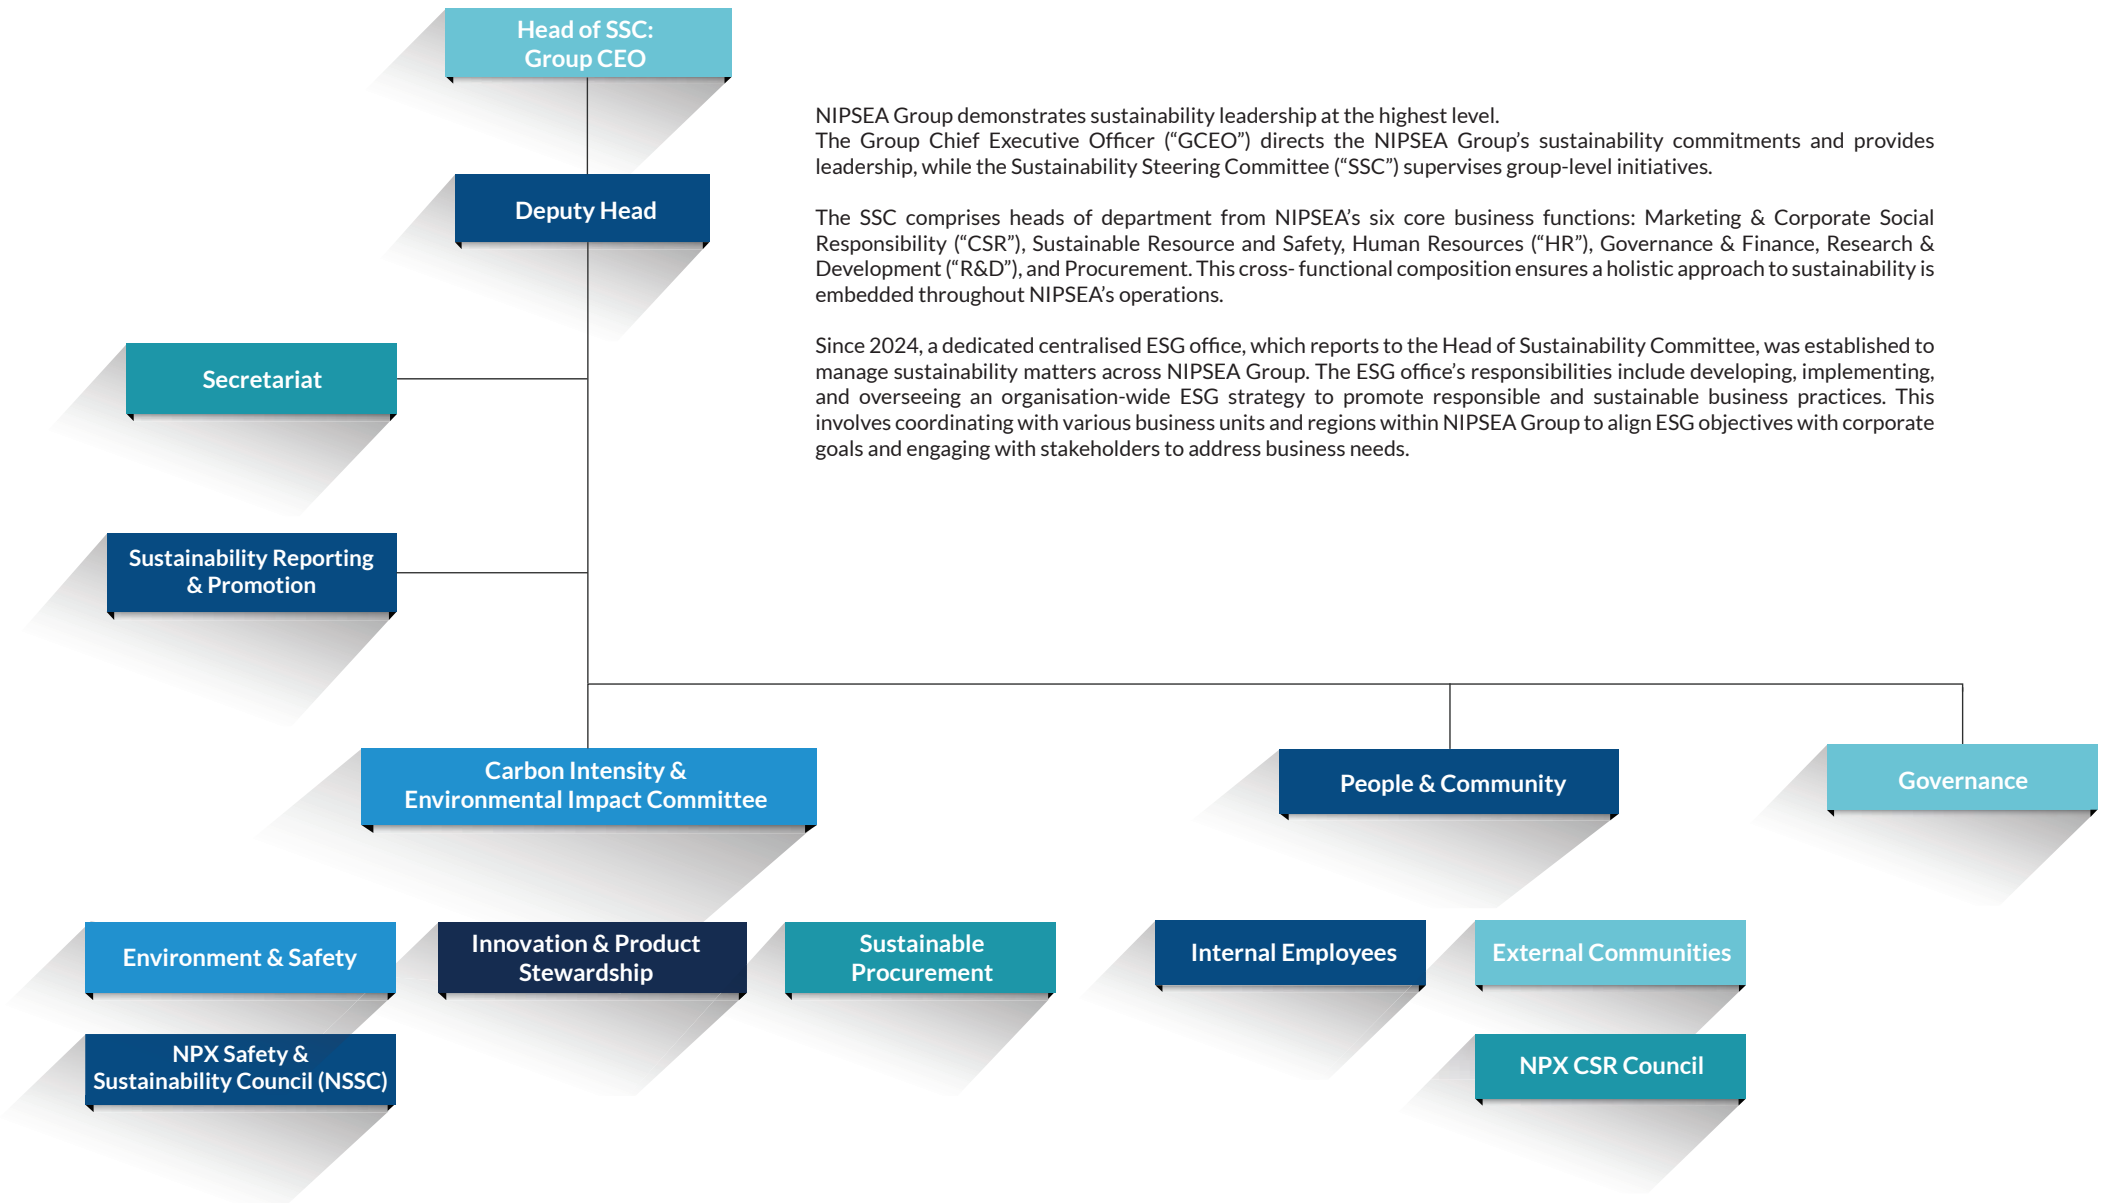 Head of SSC:
Group CEO
NIPSEA Group demonstrates sustainability leadership at the highest level.
The Group Chief Executive Officer (“GCEO”) directs the NIPSEA Group’s sustainability commitments and provides
leadership, while the Sustainability Steering Committee (“SSC”) supervises group-level initiatives.
The SSC comprises heads of department from NIPSEA’s six core business functions: Marketing & Corporate Social
Responsibility (“CSR”), Sustainable Resource and Safety, Human Resources (“HR”), Governance & Finance, Research &
Development (“R&D”), and Procurement. This cross- functional composition ensures a holistic approach to sustainability is
embedded throughout NIPSEA’s operations.
Since 2024, a dedicated centralised ESG office, which reports to the Head of Sustainability Committee, was established to
manage sustainability matters across NIPSEA Group. The ESG office’s responsibilities include developing, implementing,
and overseeing an organisation-wide ESG strategy to promote responsible and sustainable business practices. This
involves coordinating with various business units and regions within NIPSEA Group to align ESG objectives with corporate
goals and engaging with stakeholders to address business needs.
Deputy Head
Secretariat
Sustainability Reporting
& Promotion
Carbon Intensity &
Environmental Impact Committee
People & Community
Governance
Environment & Safety
Innovation & Product
Stewardship
Sustainable
Procurement
Internal Employees
External Communities
NPX Safety &
Sustainability Council (NSSC)
NPX CSR Council